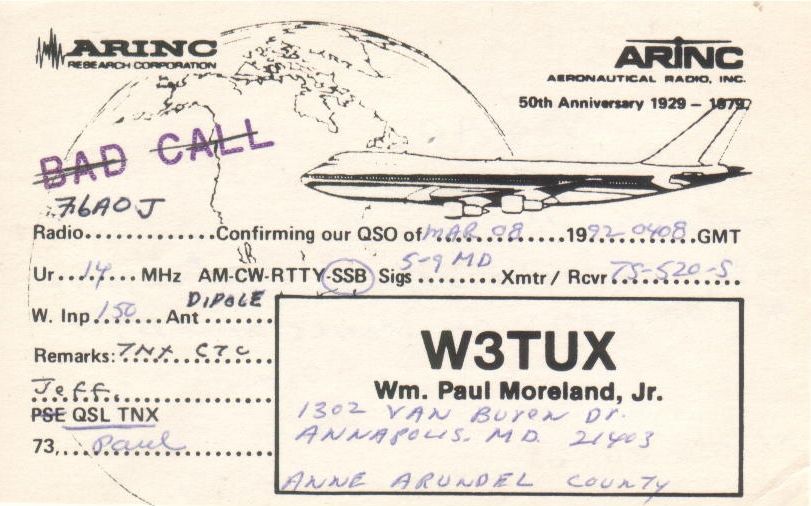 ARINC
RESEARCH CORPORATION
ARINC
AERONAUTICAL RADIO, INC.
50th Anniversary 1929 – 1979
BAD CALL
Radio............Confirming our QSO of MAR 08 1992 0408 GMT
Ur 14 MHz AM-CW-RTTY-SSB Sigs 5-9 MD Xmtr / Rcvr TS-520-S
W. Inp 150 Ant DIPOLE
Remarks: TNX CTC
Jeff.
PSE QSL TNX
73, Paul
W3TUX
Wm. Paul Moreland, Jr.
1302 VAN BUREN Dr.
ANNAPOLIS. MD. 21403
ANNE ARUNDEL COUNTY